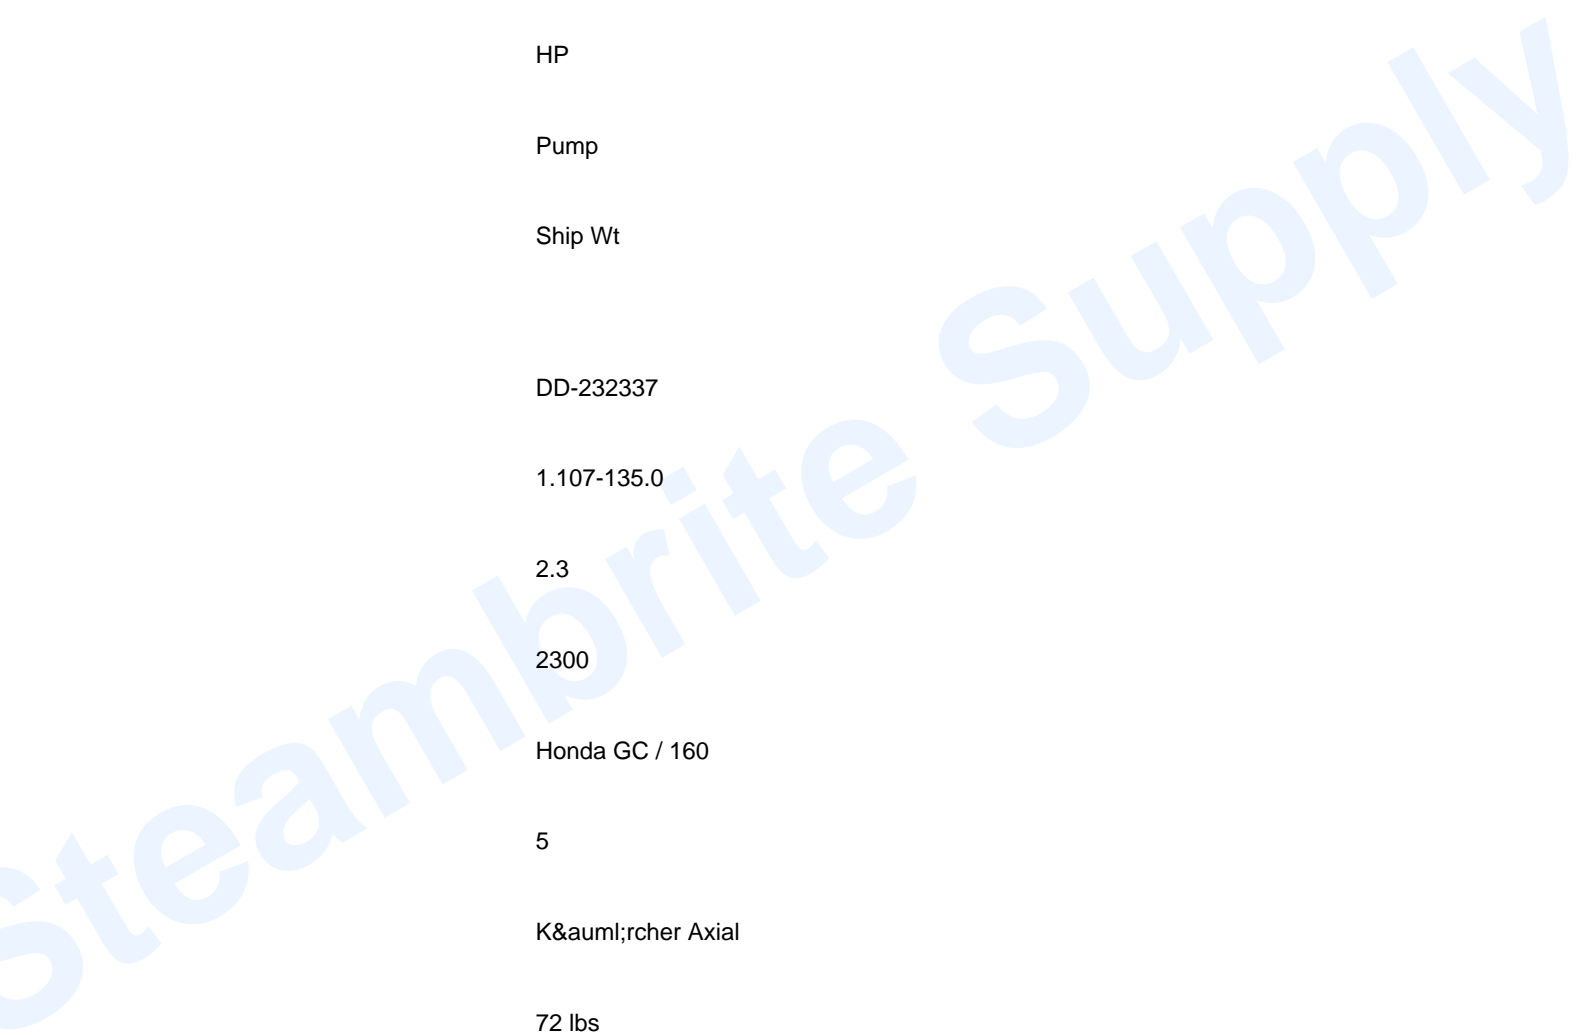 HP
Pump
Ship Wt
DD-232337
1.107-135.0
2.3
2300
Honda GC / 160
5
K&auml;rcher Axial
72 lbs
Steambrite Supply